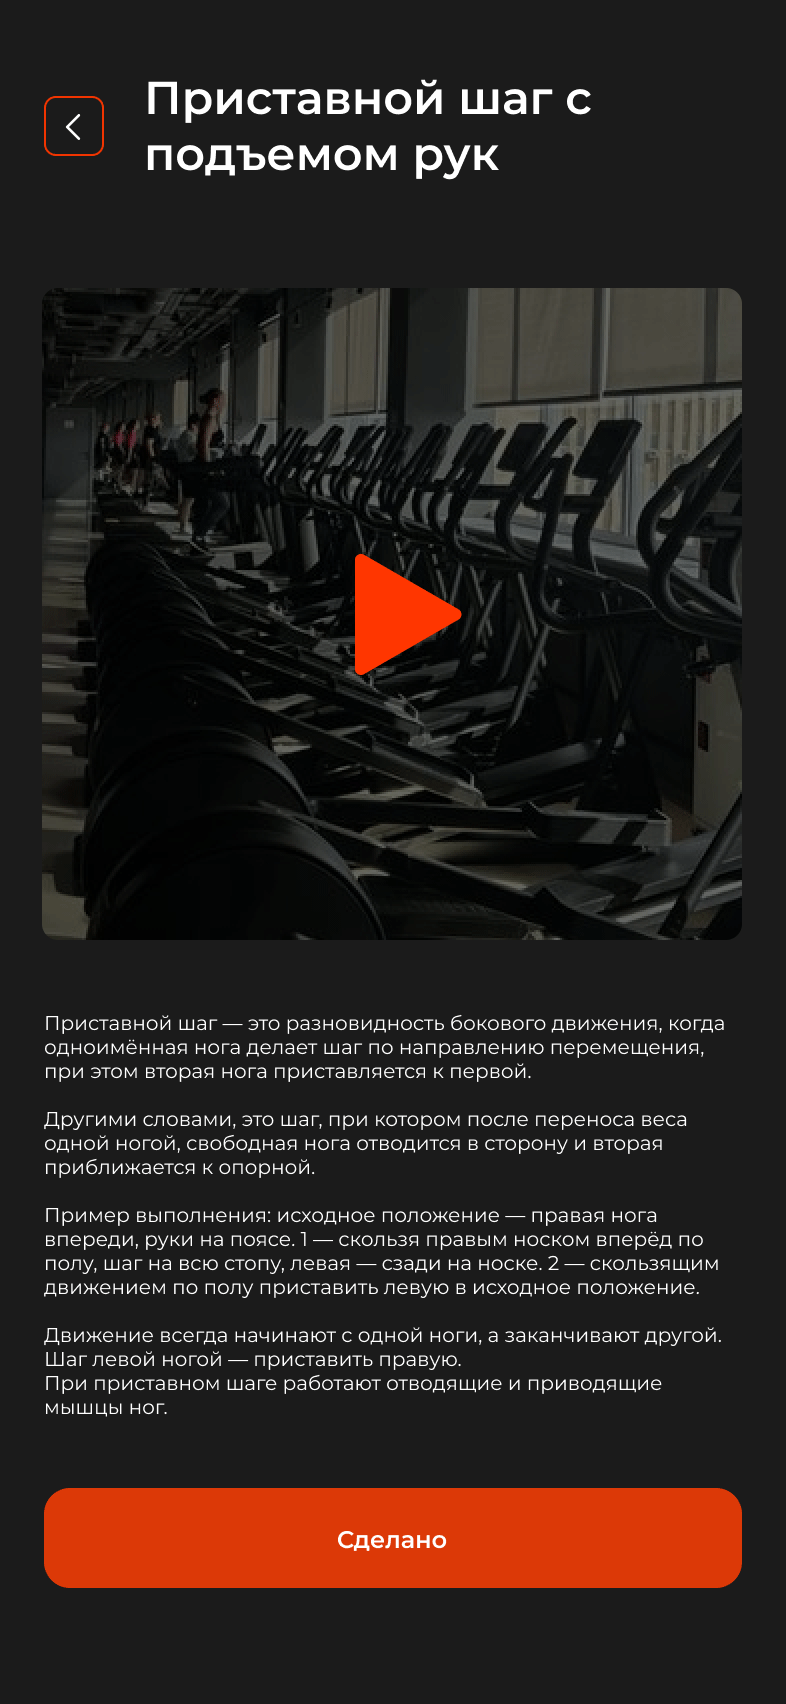 Приставной шаг с
подъемом рук
Приставной шаг — это разновидность бокового движения, когда
одноимённая нога делает шаг по направлению перемещения,
при этом вторая нога приставляется к первой.
Другими словами, это шаг, при котором после переноса веса
одной ногой, свободная нога отводится в сторону и вторая
приближается к опорной.
Пример выполнения: исходное положение — правая нога
впереди, руки на поясе. 1 — скользя правым носком вперёд по
полу, шаг на всю стопу, левая — сзади на носке. 2 — скользящим
движением по полу приставить левую в исходное положение.
Движение всегда начинают с одной ноги, а заканчивают другой.
Шаг левой ногой — приставить правую.
При приставном шаге работают отводящие и приводящие
мышцы ног.
Сделано